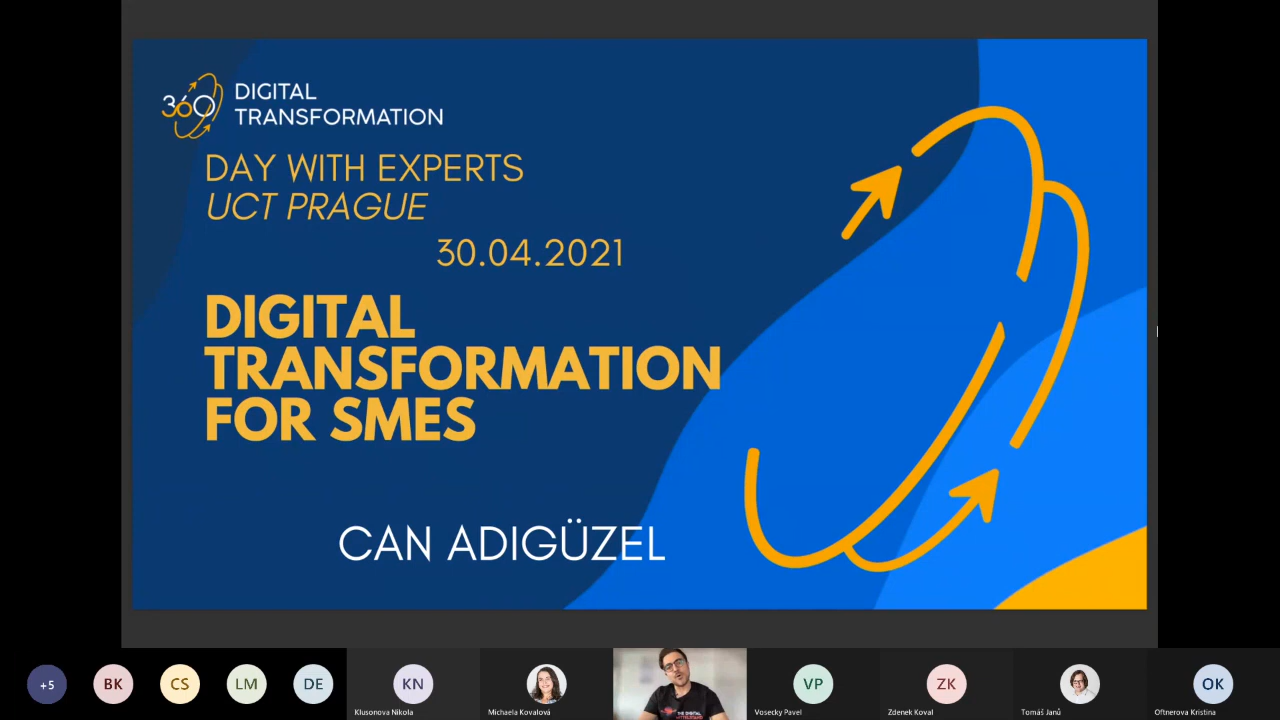 360 DIGITAL
TRANSFORMATION
DAY WITH EXPERTS
UCT PRAGUE
30.04.2021
DIGITAL
TRANSFORMATION
FOR SMES
CAN ADIGÜZEL
+5
BK
CS
LM
DE
KN
VP
ZK
OK
THE DIGITAL
Klusonova Nikola
Michaela Kovalová
Vosecky Pavel
Zdenek Koval
Tomáš Janů
Oftnerova Kristina